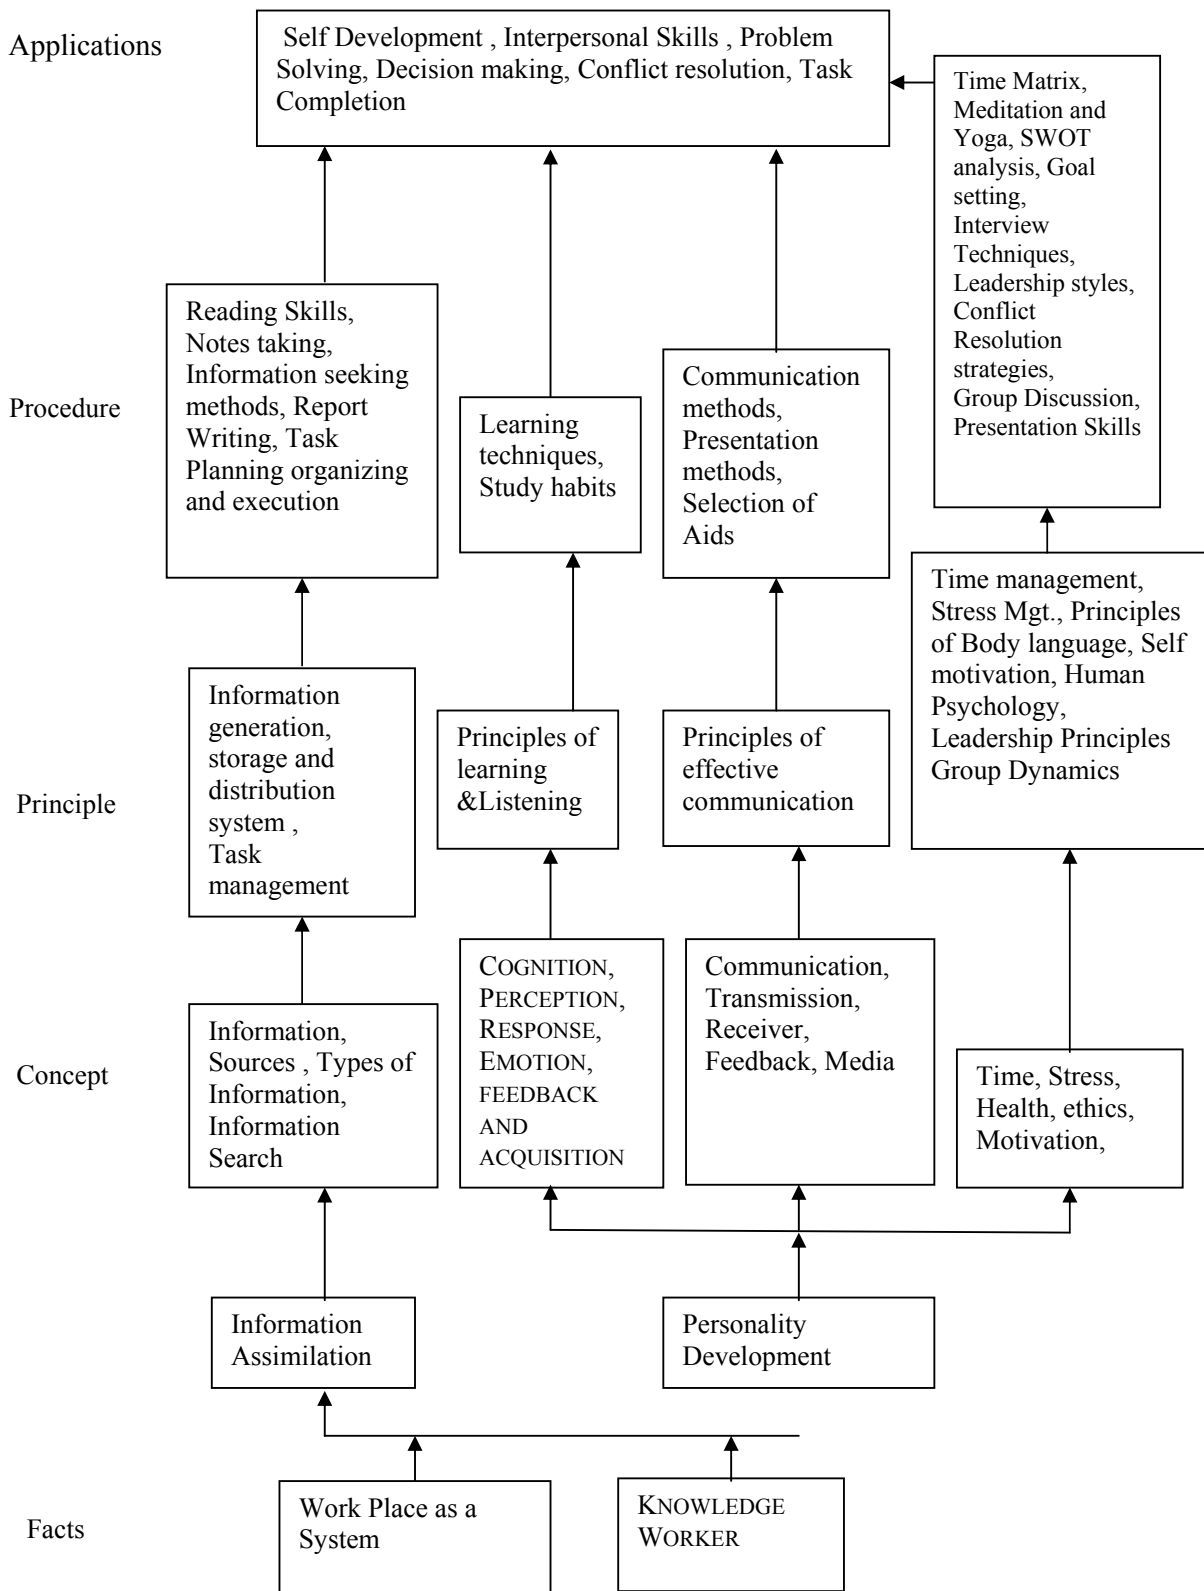 Applications
Self Development , Interpersonal Skills , Problem
Solving, Decision making, Conflict resolution, Task
Completion
Time Matrix,
Meditation and
Yoga, SWOT
analysis, Goal
setting,
Interview
Techniques,
Leadership styles,
Conflict
Resolution
strategies,
Group Discussion,
Presentation Skills
Procedure
Reading Skills,
Notes taking,
Information seeking
methods, Report
Writing, Task
Planning organizing
and execution
Learning
techniques,
Study habits
Communication
methods,
Presentation
methods,
Selection of
Aids
Time management,
Stress Mgt., Principles
of Body language, Self
motivation, Human
Psychology,
Leadership Principles
Group Dynamics
Principle
Information
generation,
storage and
distribution
system ,
Task
management
Principles of
learning
&Listening
Principles of
effective
communication
Concept
Information,
Sources , Types of
Information,
Information
Search
COGNITION,
PERCEPTION,
RESPONSE,
EMOTION,
FEEDBACK
AND
ACQUISITION
Communication,
Transmission,
Receiver,
Feedback, Media
Time, Stress,
Health, ethics,
Motivation,
Information
Assimilation
Personality
Development
Facts
Work Place as a
System
KNOWLEDGE
WORKER